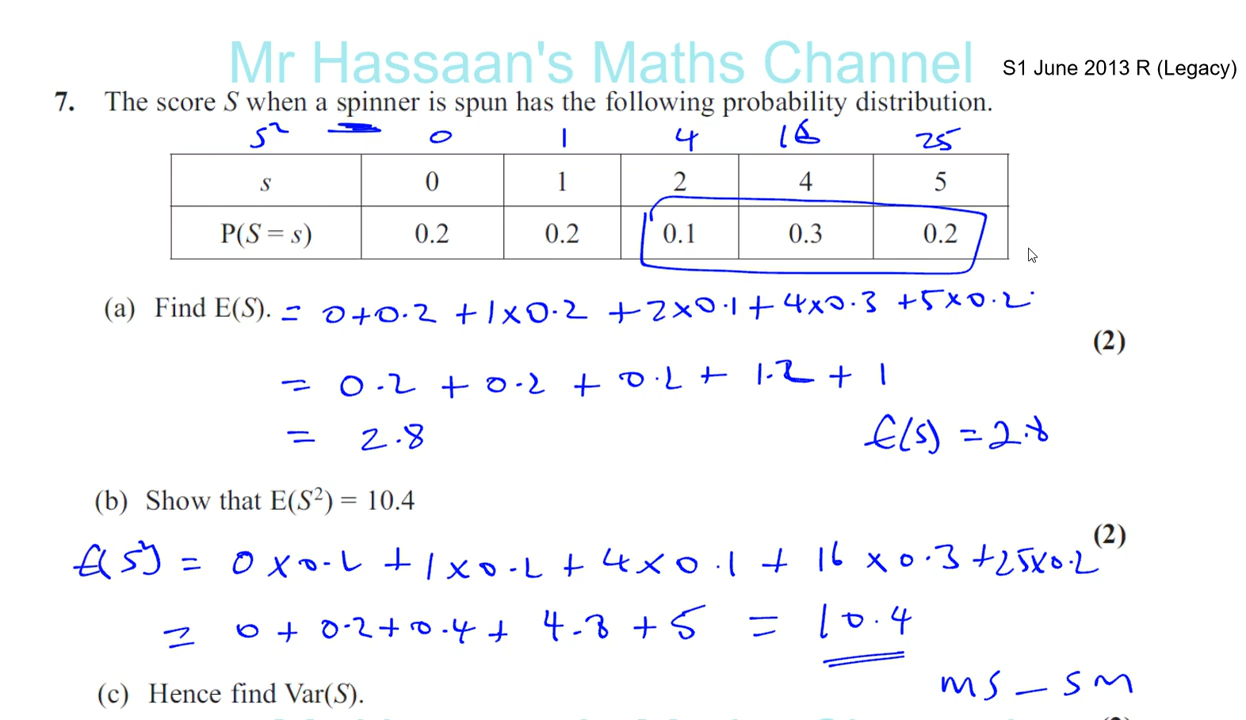 Mr Hassaan's Maths Channel
S1 June 2013 R (Legacy)
7. The score S when a spinner is spun has the following probability distribution.
s² 0 1 4 16 25
s 0 1 2 4 5
P(S = s) 0.2 0.2 0.1 0.3 0.2
(a) Find E(S). = 0+0.2 + 1×0.2 + 2×0.1 + 4×0.3 + 5×0.2
(2)
= 0.2 + 0.2 + 0.2 + 1.2 + 1
= 2.8 E(S) = 2.8
(b) Show that E(S²) = 10.4
(2)
E(S²) = 0 × 0.2 + 1 × 0.2 + 4 × 0.1 + 16 × 0.3 + 25×0.2
= 0 + 0.2 + 0.4 + 4.8 + 5 = 10.4
(c) Hence find Var(S). MS – SM